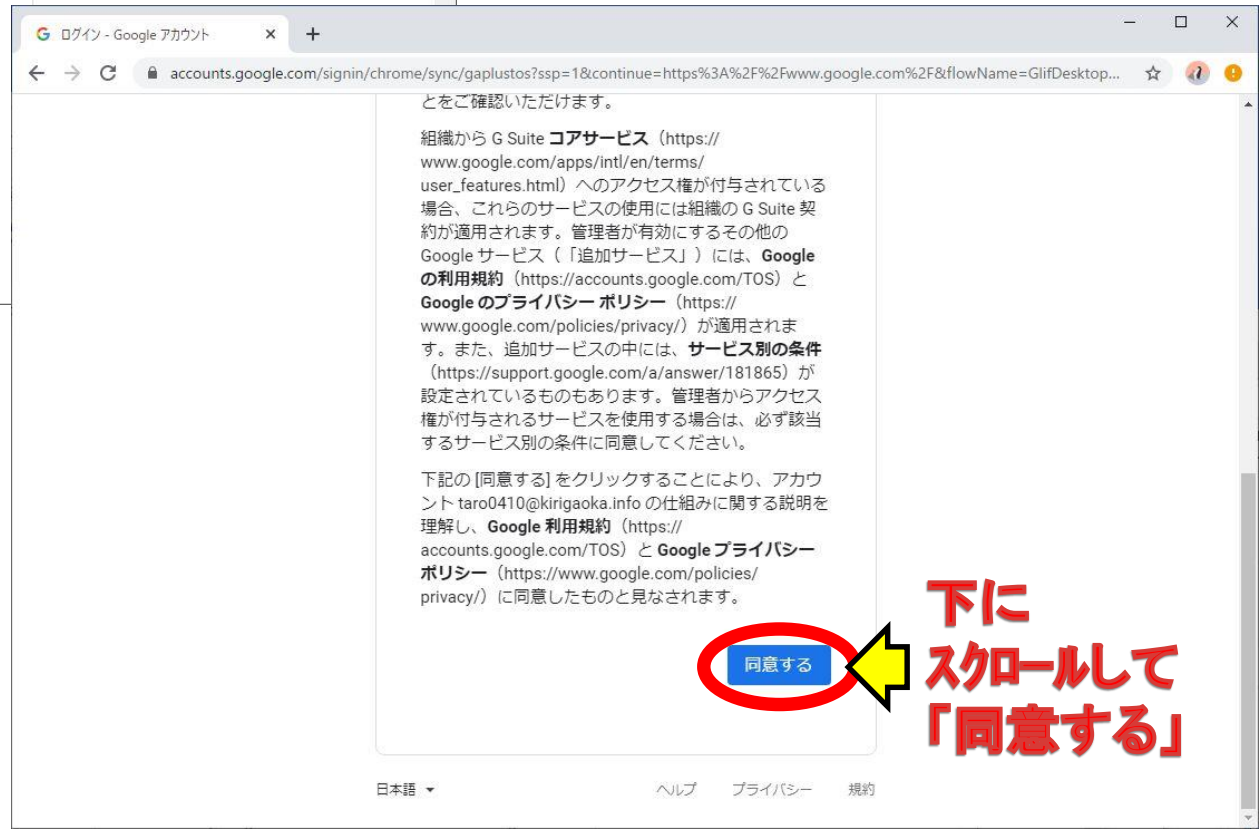 ログイン - Google アカウント
accounts.google.com/signin/chrome/sync/gaplustos?ssp=1&continue=https%3A%2F%2Fwww.google.com%2F&flowName=GlifDesktop...
とをご確認いただけます。
組織から G Suite コアサービス（https://
www.google.com/apps/intl/en/terms/
user_features.html）へのアクセス権が付与されている
場合、これらのサービスの使用には組織の G Suite 契
約が適用されます。管理者が有効にするその他の
Google サービス（「追加サービス」）には、Google
の利用規約（https://accounts.google.com/TOS）と
Google のプライバシー ポリシー（https://
www.google.com/policies/privacy/）が適用されま
す。また、追加サービスの中には、サービス別の条件
（https://support.google.com/a/answer/181865）が
設定されているものもあります。管理者からアクセス
権が付与されるサービスを使用する場合は、必ず該当
するサービス別の条件に同意してください。
下記の [同意する] をクリックすることにより、アカウ
ント taro0410@kirigaoka.info の仕組みに関する説明を
理解し、Google 利用規約（https://
accounts.google.com/TOS）と Google プライバシー
ポリシー（https://www.google.com/policies/
privacy/）に同意したものと見なされます。
同意する
下に
スクロールして
「同意する」
日本語
ヘルプ プライバシー 規約